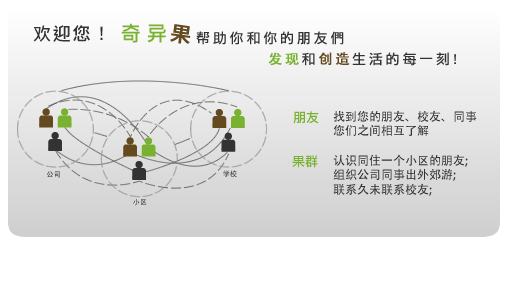 欢迎您！ 奇异果帮助你和你的朋友們
发现和创造生活的每一刻!
朋友 找到您的朋友、校友、同事
您们之间相互了解
公司
学校
小区
果群 认识同住一个小区的朋友;
组织公司同事出外郊游;
联系久未联系校友;